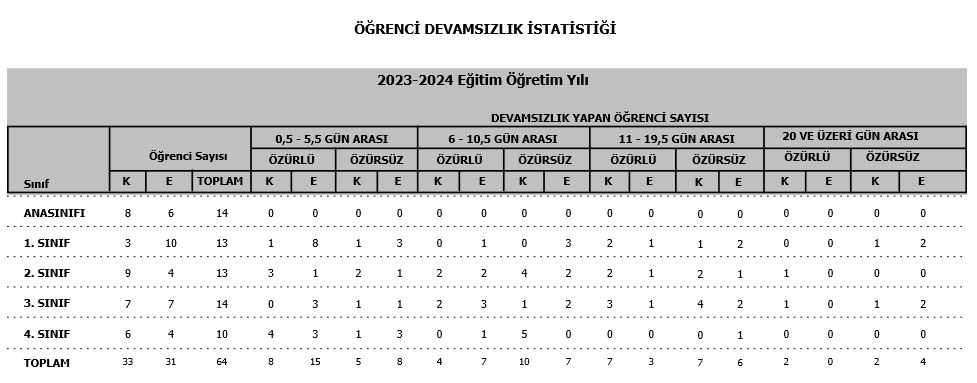 ÖĞRENCİ DEVAMSIZLIK İSTATİSTİĞİ
2023-2024 Eğitim Öğretim Yılı
DEVAMSIZLIK YAPAN ÖĞRENCİ SAYISI
0,5 - 5,5 GÜN ARASI 6 - 10,5 GÜN ARASI 11 - 19,5 GÜN ARASI 20 VE ÜZERİ GÜN ARASI
Öğrenci Sayısı ÖZÜRLÜ ÖZÜRSÜZ ÖZÜRLÜ ÖZÜRSÜZ ÖZÜRLÜ ÖZÜRSÜZ ÖZÜRLÜ ÖZÜRSÜZ
Sınıf K E TOPLAM K E K E K E K E K E K E K E K E
ANASINIFI 8 6 14 0 0 0 0 0 0 0 0 0 0 0 0 0 0 0 0
1. SINIF 3 10 13 1 8 1 3 0 1 0 3 2 1 1 2 0 0 1 2
2. SINIF 9 4 13 3 1 2 1 2 2 4 2 2 1 2 1 1 0 0 0
3. SINIF 7 7 14 0 3 1 1 2 3 1 2 3 1 4 2 1 0 1 2
4. SINIF 6 4 10 4 3 1 3 0 1 5 0 0 0 0 1 0 0 0 0
TOPLAM 33 31 64 8 15 5 8 4 7 10 7 7 3 7 6 2 0 2 4